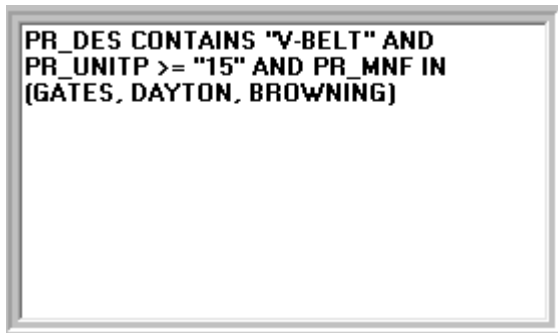 PR_DES CONTAINS "V-BELT" AND
PR_UNITP >= "15" AND PR_MNF IN
(GATES, DAYTON, BROWNING)